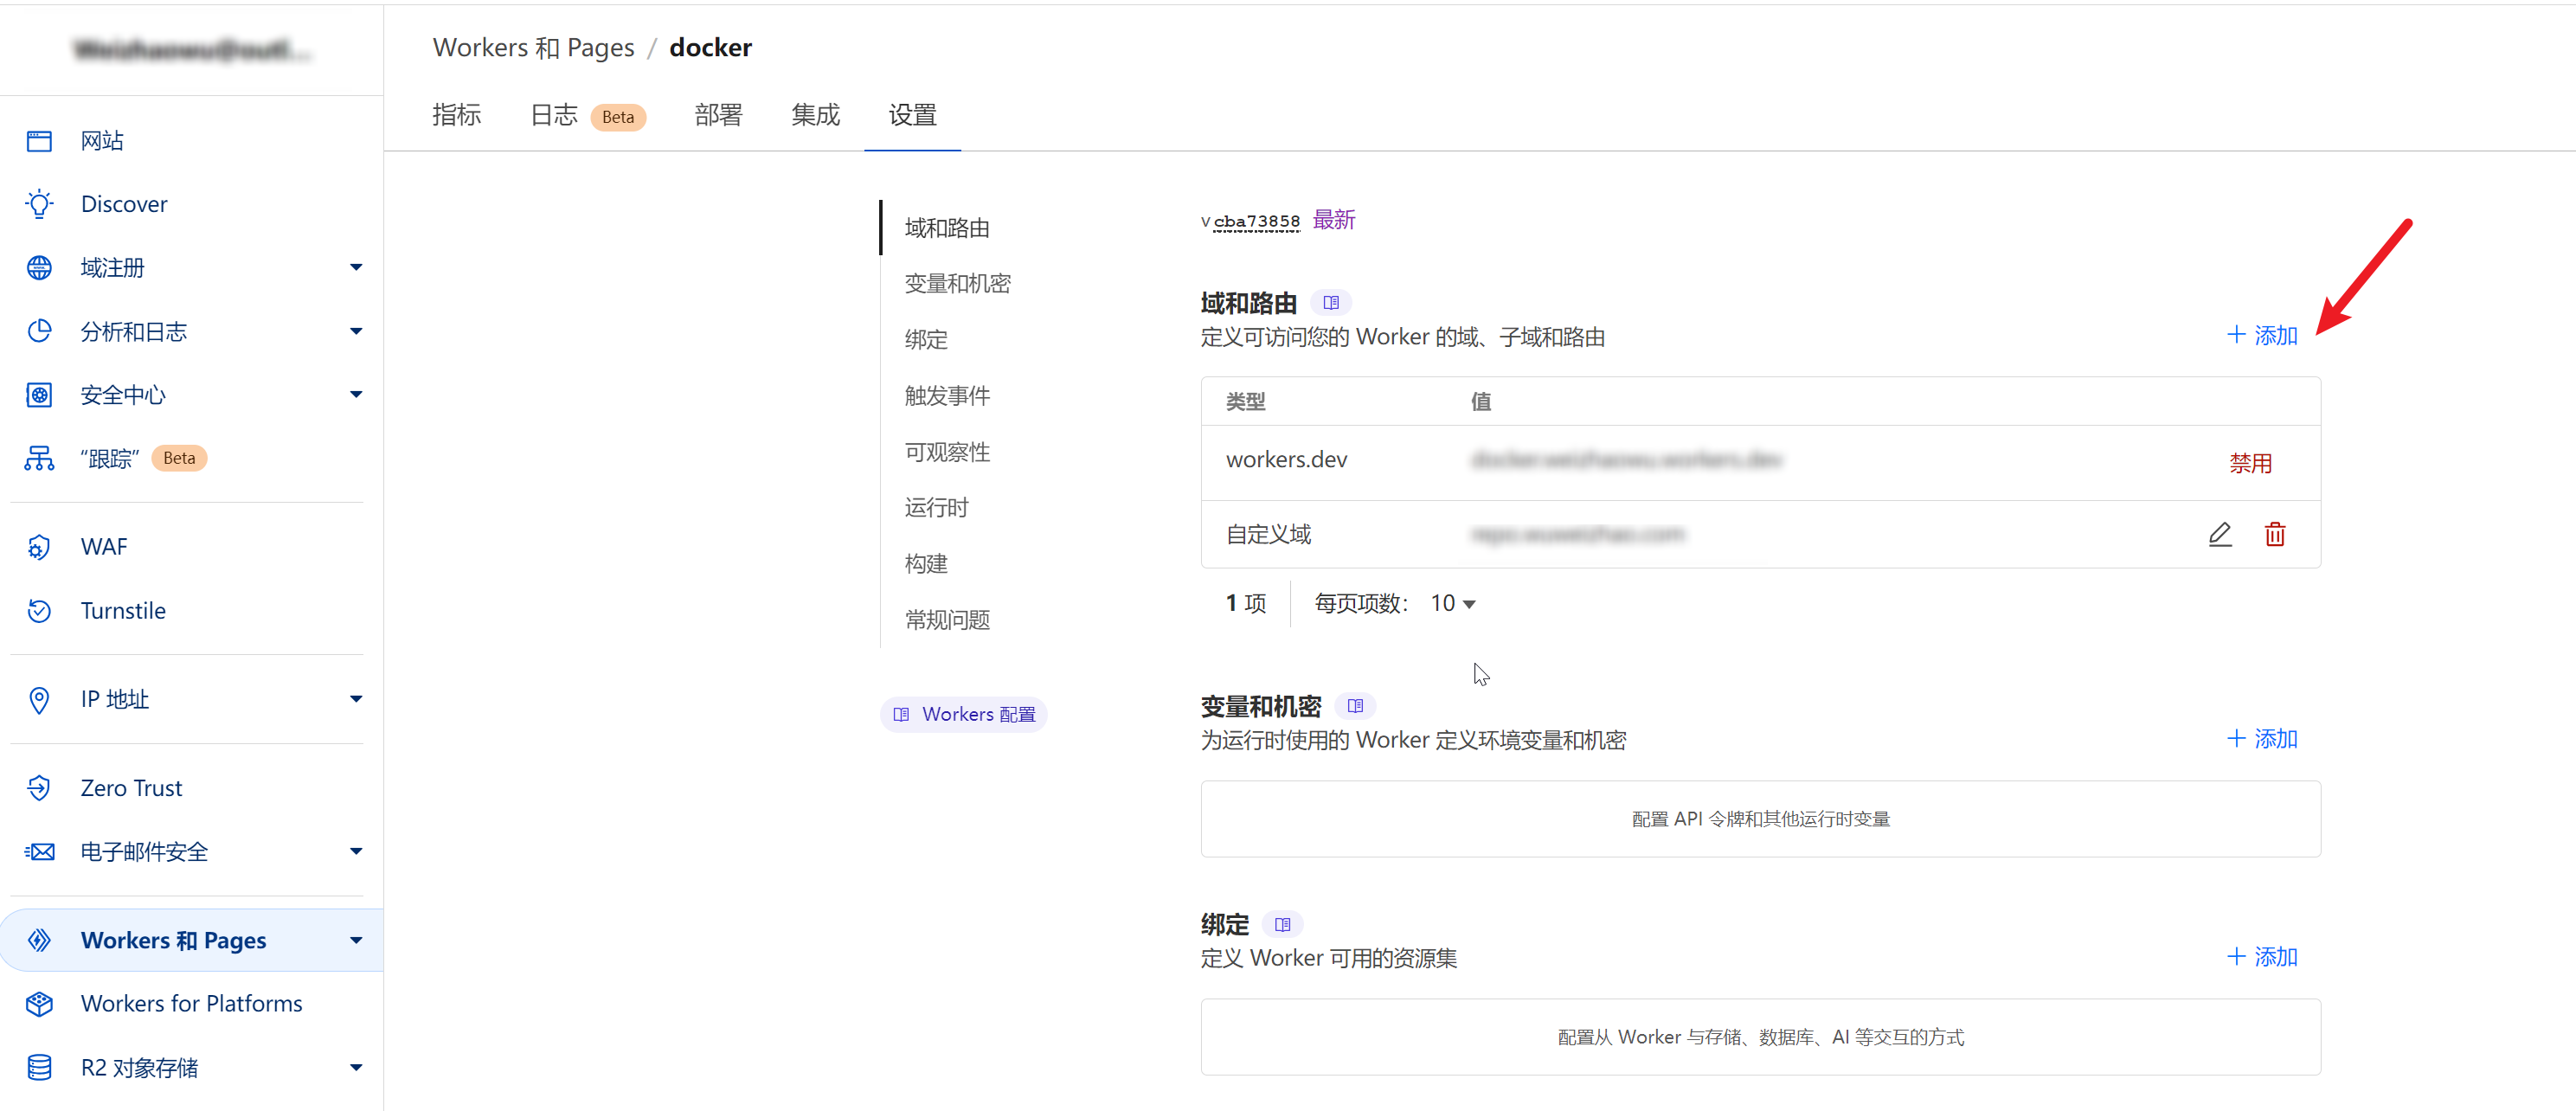 Workers 和 Pages / docker
指标 日志 Beta 部署 集成 设置
网站
Discover
域注册
分析和日志
安全中心
“跟踪” Beta
WAF
Turnstile
IP 地址
Zero Trust
电子邮件安全
Workers 和 Pages
Workers for Platforms
R2 对象存储
域和路由
变量和机密
绑定
触发事件
可观察性
运行时
构建
常规问题
Workers 配置
v cba73858 最新
域和路由
定义可访问您的 Worker 的域、子域和路由
添加
类型 值
workers.dev 禁用
自定义域
1 项 每页项数： 10
变量和机密
为运行时使用的 Worker 定义环境变量和机密
添加
配置 API 令牌和其他运行时变量
绑定
定义 Worker 可用的资源集
添加
配置从 Worker 与存储、数据库、AI 等交互的方式